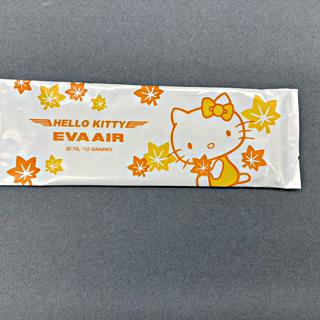 HELLO KITTY
EVA AIR
©'76, '12 SANRIO